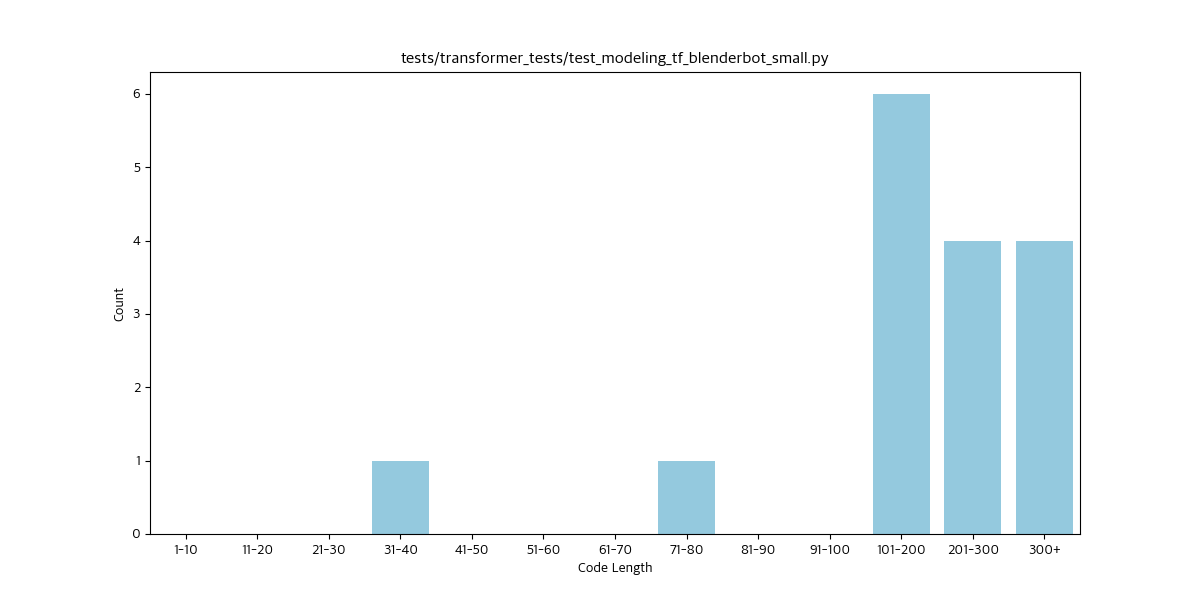 tests/transformer_tests/test_modeling_tf_blenderbot_small.py
6
5
4
3
2
1
0
Count
1-10 11-20 21-30 31-40 41-50 51-60 61-70 71-80 81-90 91-100 101-200 201-300 300+
Code Length